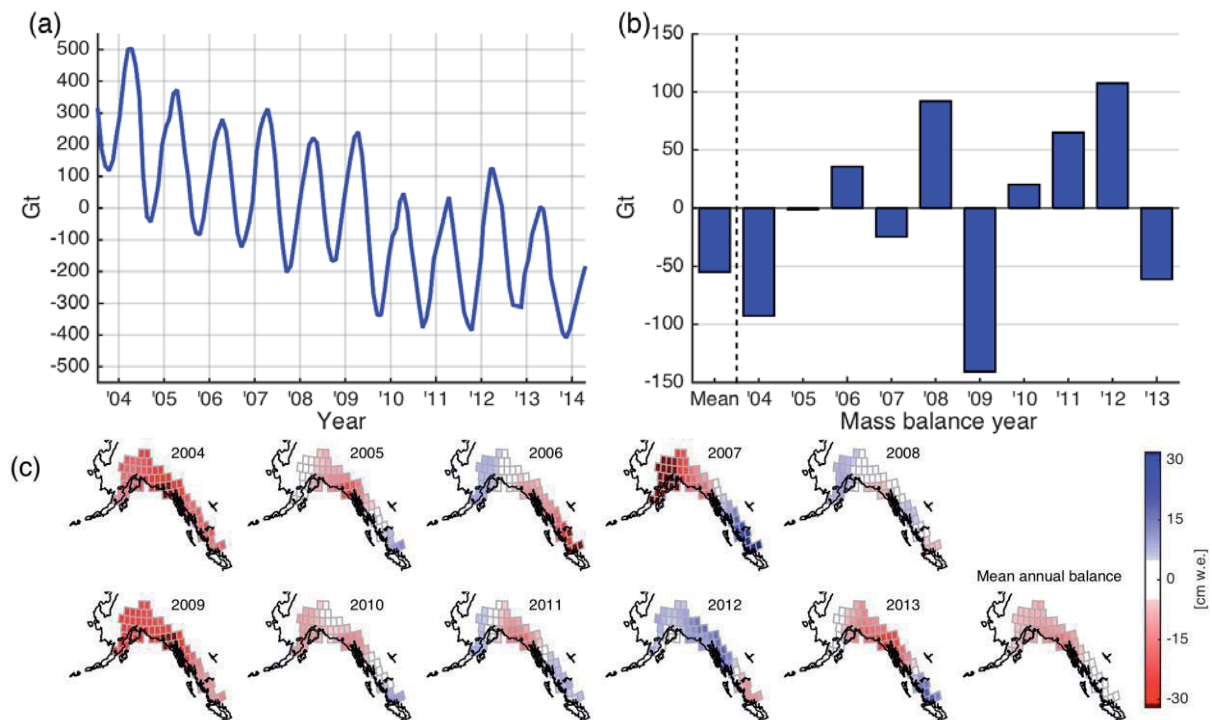 (a)
500
400
300
200
100
0
-100
-200
-300
-400
-500
Gt
'04 '05 '06 '07 '08 '09 '10 '11 '12 '13 '14
Year
(b)
150
100
50
0
-50
-100
-150
Gt
Mean '04 '05 '06 '07 '08 '09 '10 '11 '12 '13
Mass balance year
(c)
2004 2005 2006 2007 2008
2009 2010 2011 2012 2013 Mean annual balance
30
15
0
-15
-30
[cm w.e.]